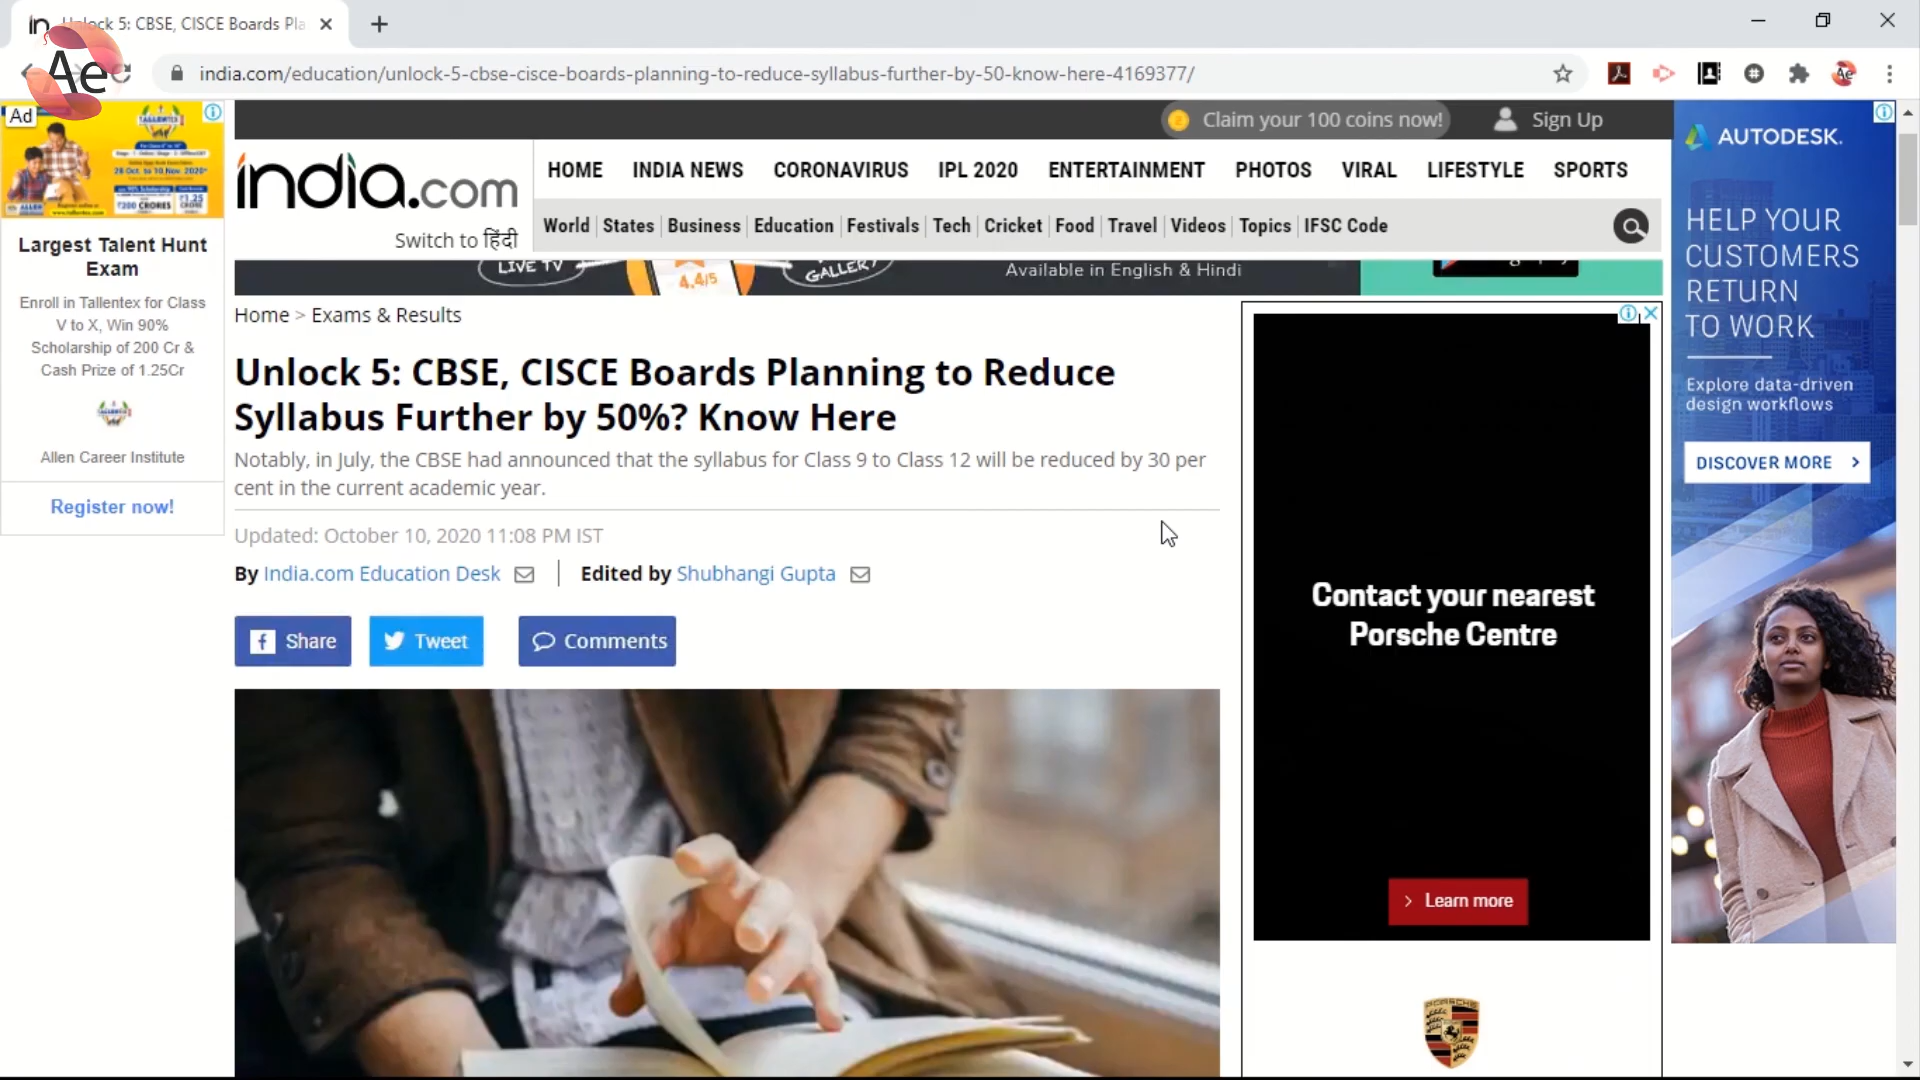 Unlock 5: CBSE, CISCE Boards Pla
Ae
india.com/education/unlock-5-cbse-cisce-boards-planning-to-reduce-syllabus-further-by-50-know-here-4169377/
Ad
Largest Talent Hunt
Exam
Enroll in Tallentex for Class
V to X, Win 90%
Scholarship of 200 Cr &
Cash Prize of 1.25Cr
Allen Career Institute
Register now!
Claim your 100 coins now!
Sign Up
india.com
Switch to हिंदी
HOME INDIA NEWS CORONAVIRUS IPL 2020 ENTERTAINMENT PHOTOS VIRAL LIFESTYLE SPORTS
World States Business Education Festivals Tech Cricket Food Travel Videos Topics IFSC Code
LIVE TV
4.4/5
GALLERY
Available in English & Hindi
Home > Exams & Results
Unlock 5: CBSE, CISCE Boards Planning to Reduce
Syllabus Further by 50%? Know Here
Notably, in July, the CBSE had announced that the syllabus for Class 9 to Class 12 will be reduced by 30 per
cent in the current academic year.
Updated: October 10, 2020 11:08 PM IST
By India.com Education Desk
Edited by Shubhangi Gupta
Share
Tweet
Comments
Contact your nearest
Porsche Centre
Learn more
PORSCHE
AUTODESK.
HELP YOUR
CUSTOMERS
RETURN
TO WORK
Explore data-driven
design workflows
DISCOVER MORE